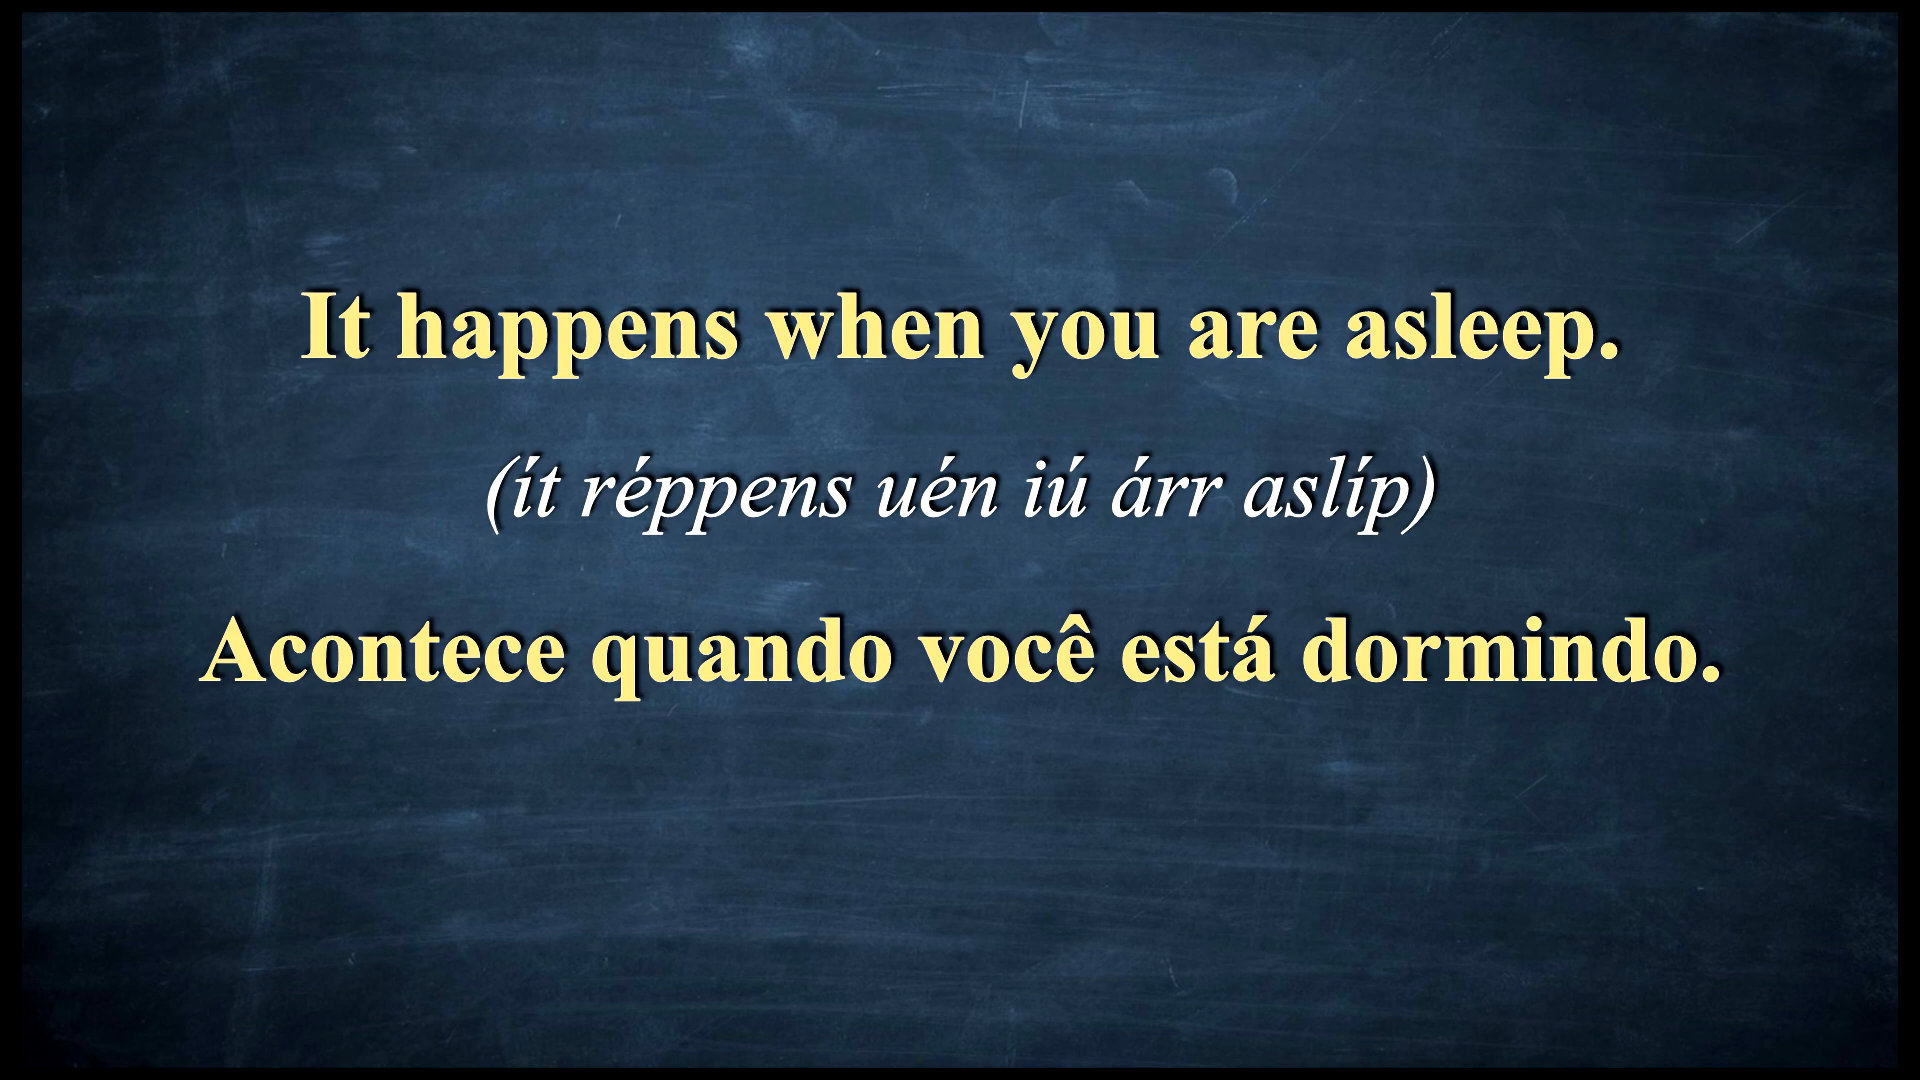 It happens when you are asleep.
(ít réppens uén iú árr aslíp)
Acontece quando você está dormindo.